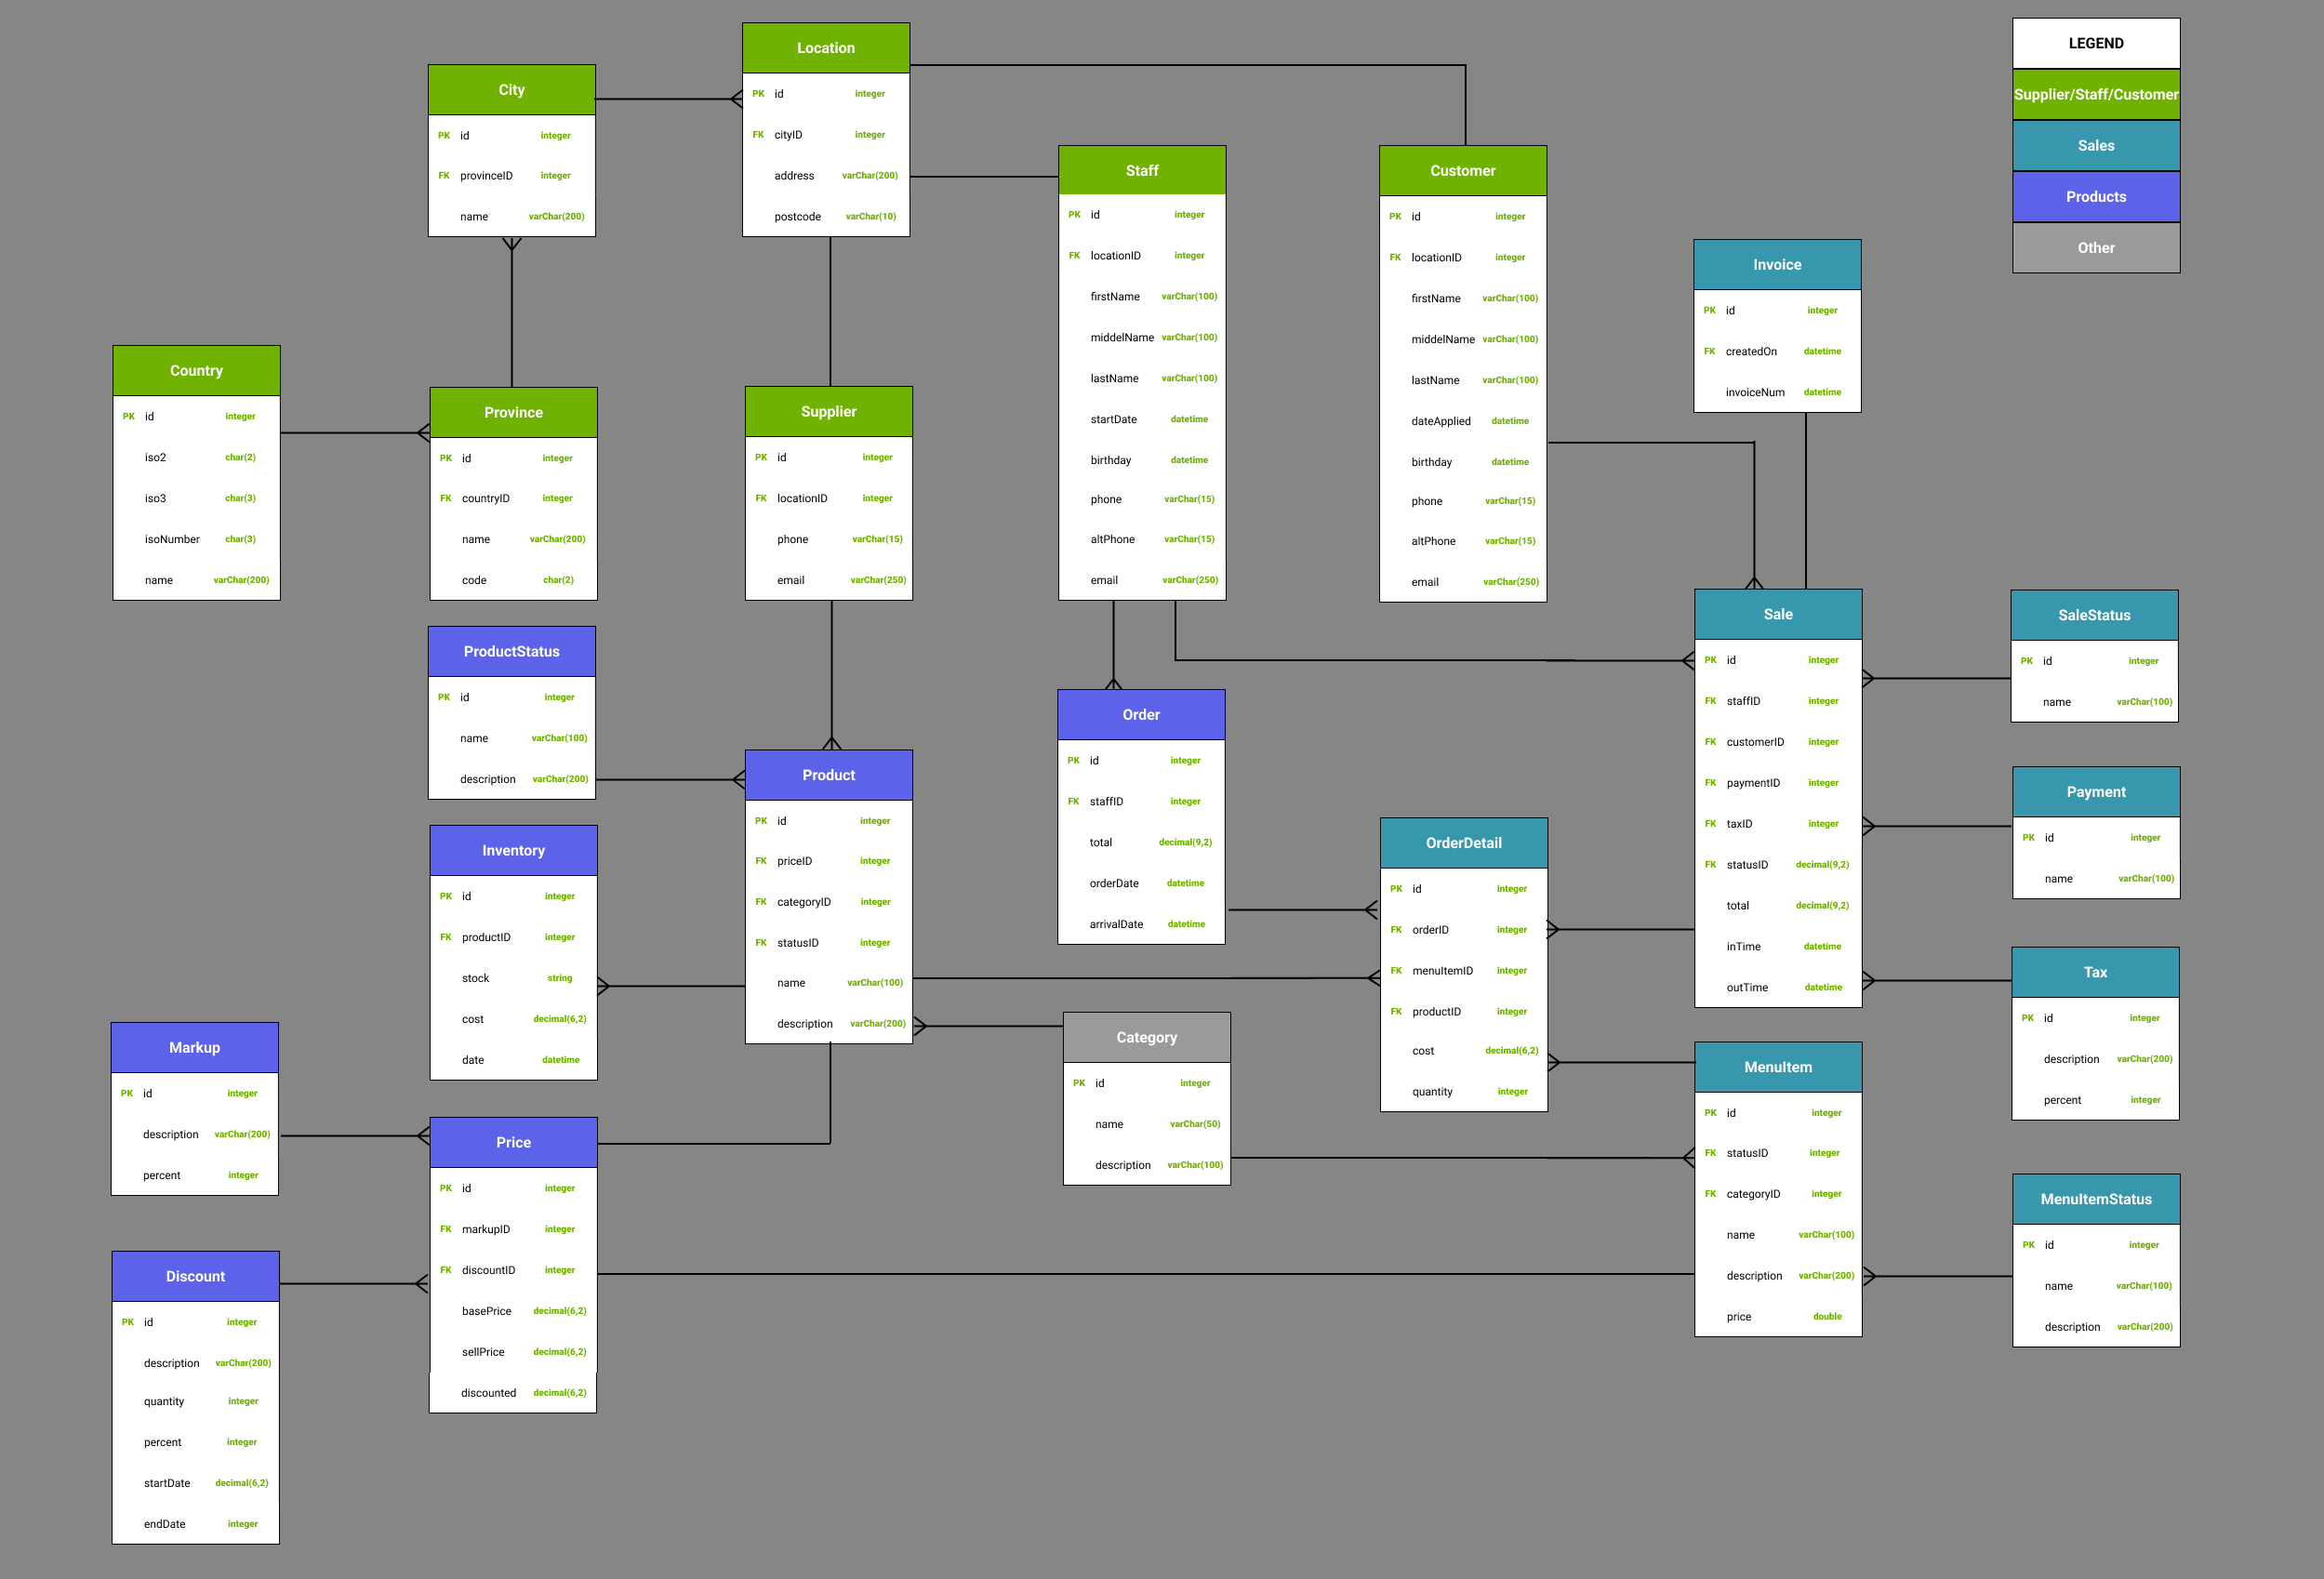 LEGEND
Supplier/Staff/Customer
Sales
Products
Other
Location
PK id integer
FK cityID integer
address varChar(200)
postcode varChar(10)
City
PK id integer
FK provinceID integer
name varChar(200)
Staff
PK id integer
FK locationID integer
firstName varChar(100)
middelName varChar(100)
lastName varChar(100)
startDate datetime
birthday datetime
phone varChar(15)
altPhone varChar(15)
email varChar(250)
Customer
PK id integer
FK locationID integer
firstName varChar(100)
middelName varChar(100)
lastName varChar(100)
dateApplied datetime
birthday datetime
phone varChar(15)
altPhone varChar(15)
email varChar(250)
Invoice
PK id integer
FK createdOn datetime
invoiceNum datetime
Country
PK id integer
iso2 char(2)
iso3 char(3)
isoNumber char(3)
name varChar(200)
Province
PK id integer
FK countryID integer
name varChar(200)
code char(2)
Supplier
PK id integer
FK locationID integer
phone varChar(15)
email varChar(250)
Sale
PK id integer
FK staffID integer
FK customerID integer
FK paymentID integer
FK taxID integer
FK statusID decimal(9,2)
total decimal(9,2)
inTime datetime
outTime datetime
SaleStatus
PK id integer
name varChar(100)
ProductStatus
PK id integer
name varChar(100)
description varChar(200)
Order
PK id integer
FK staffID integer
total decimal(9,2)
orderDate datetime
arrivalDate datetime
Product
PK id integer
FK priceID integer
FK categoryID integer
FK statusID integer
name varChar(100)
description varChar(200)
Payment
PK id integer
name varChar(100)
Inventory
PK id integer
FK productID integer
stock string
cost decimal(6,2)
date datetime
OrderDetail
PK id integer
FK orderID integer
FK menuItemID integer
FK productID integer
cost decimal(6,2)
quantity integer
Tax
PK id integer
description varChar(200)
percent integer
Category
PK id integer
name varChar(50)
description varChar(100)
Markup
PK id integer
description varChar(200)
percent integer
MenuItem
PK id integer
FK statusID integer
FK categoryID integer
name varChar(100)
description varChar(200)
price double
Price
PK id integer
FK markupID integer
FK discountID integer
basePrice decimal(6,2)
sellPrice decimal(6,2)
discounted decimal(6,2)
MenuItemStatus
PK id integer
name varChar(100)
description varChar(200)
Discount
PK id integer
description varChar(200)
quantity integer
percent integer
startDate decimal(6,2)
endDate integer